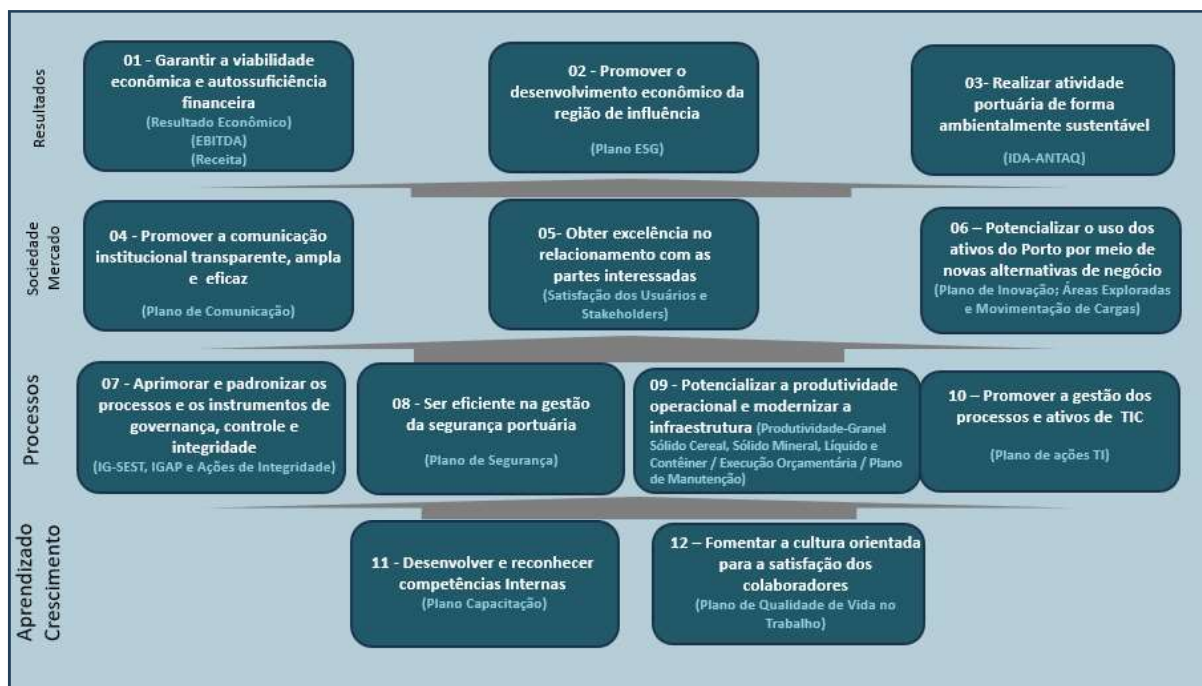 Resultados
01 - Garantir a viabilidade
econômica e autossuficiência
financeira
(Resultado Econômico)
(EBITDA)
(Receita)
02 - Promover o
desenvolvimento econômico da
região de influência
(Plano ESG)
03- Realizar atividade
portuária de forma
ambientalmente sustentável
(IDA-ANTAQ)
Sociedade
Mercado
04 - Promover a comunicação
institucional transparente, ampla
e eficaz
(Plano de Comunicação)
05- Obter excelência no
relacionamento com as
partes interessadas
(Satisfação dos Usuários e
Stakeholders)
06 – Potencializar o uso dos
ativos do Porto por meio de
novas alternativas de negócio
(Plano de Inovação; Áreas Exploradas
e Movimentação de Cargas)
Processos
07 - Aprimorar e padronizar os
processos e os instrumentos de
governança, controle e
integridade
(IG-SEST, IGAP e Ações de Integridade)
08 - Ser eficiente na gestão
da segurança portuária
(Plano de Segurança)
09 - Potencializar a produtividade
operacional e modernizar a
infraestrutura (Produtividade-Granel
Sólido Cereal, Sólido Mineral, Líquido e
Contêiner / Execução Orçamentária / Plano
de Manutenção)
10 – Promover a gestão dos
processos e ativos de TIC
(Plano de ações TI)
Aprendizado
Crescimento
11 - Desenvolver e reconhecer
competências Internas
(Plano Capacitação)
12 – Fomentar a cultura orientada
para a satisfação dos
colaboradores
(Plano de Qualidade de Vida no
Trabalho)